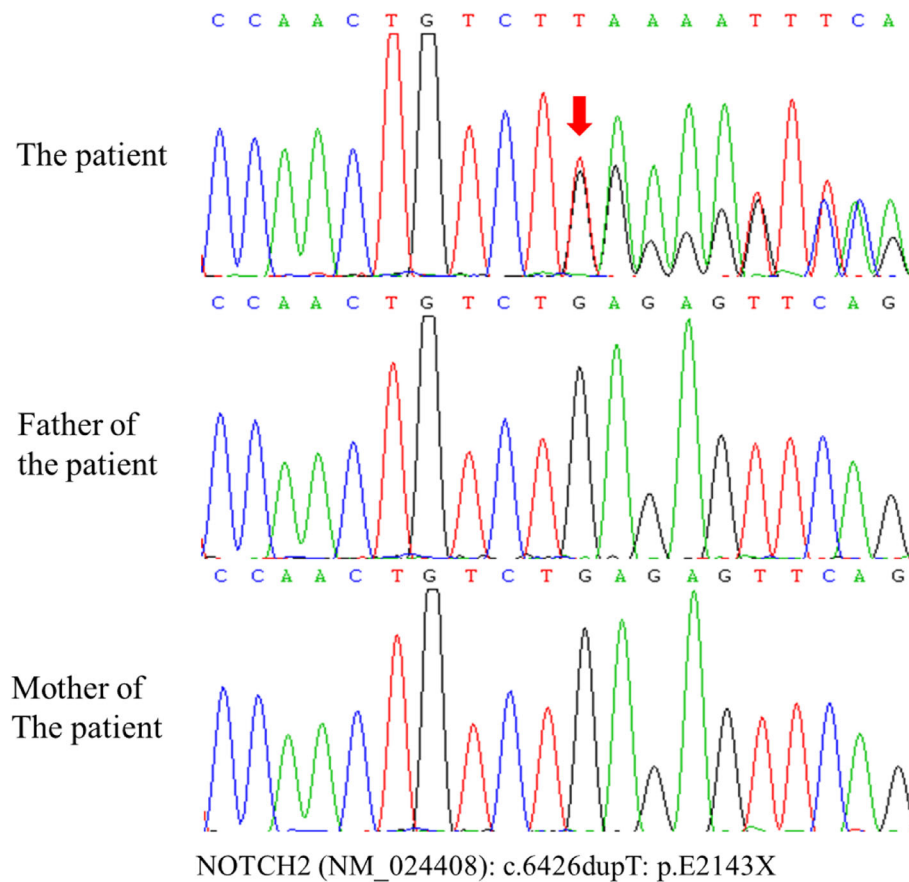 C C A A C T G T C T T A A A A T T T C A
The patient
C C A A C T G T C T G A G A G T T C A G
Father of
the patient
C C A A C T G T C T G A G A G T T C A G
Mother of
The patient
NOTCH2 (NM_024408): c.6426dupT: p.E2143X